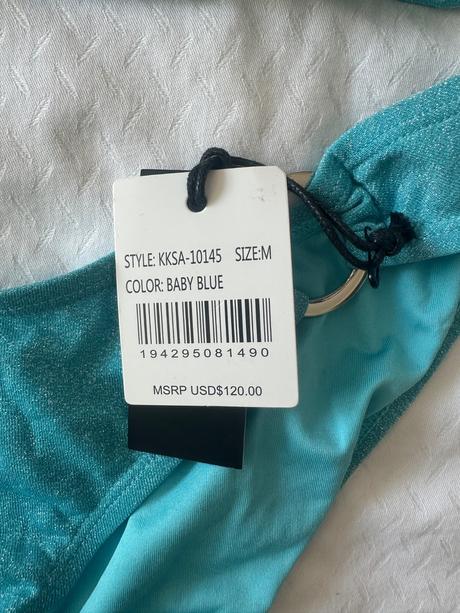 STYLE: KKSA-10145 SIZE:M
COLOR: BABY BLUE
194295081490
MSRP USD$120.00